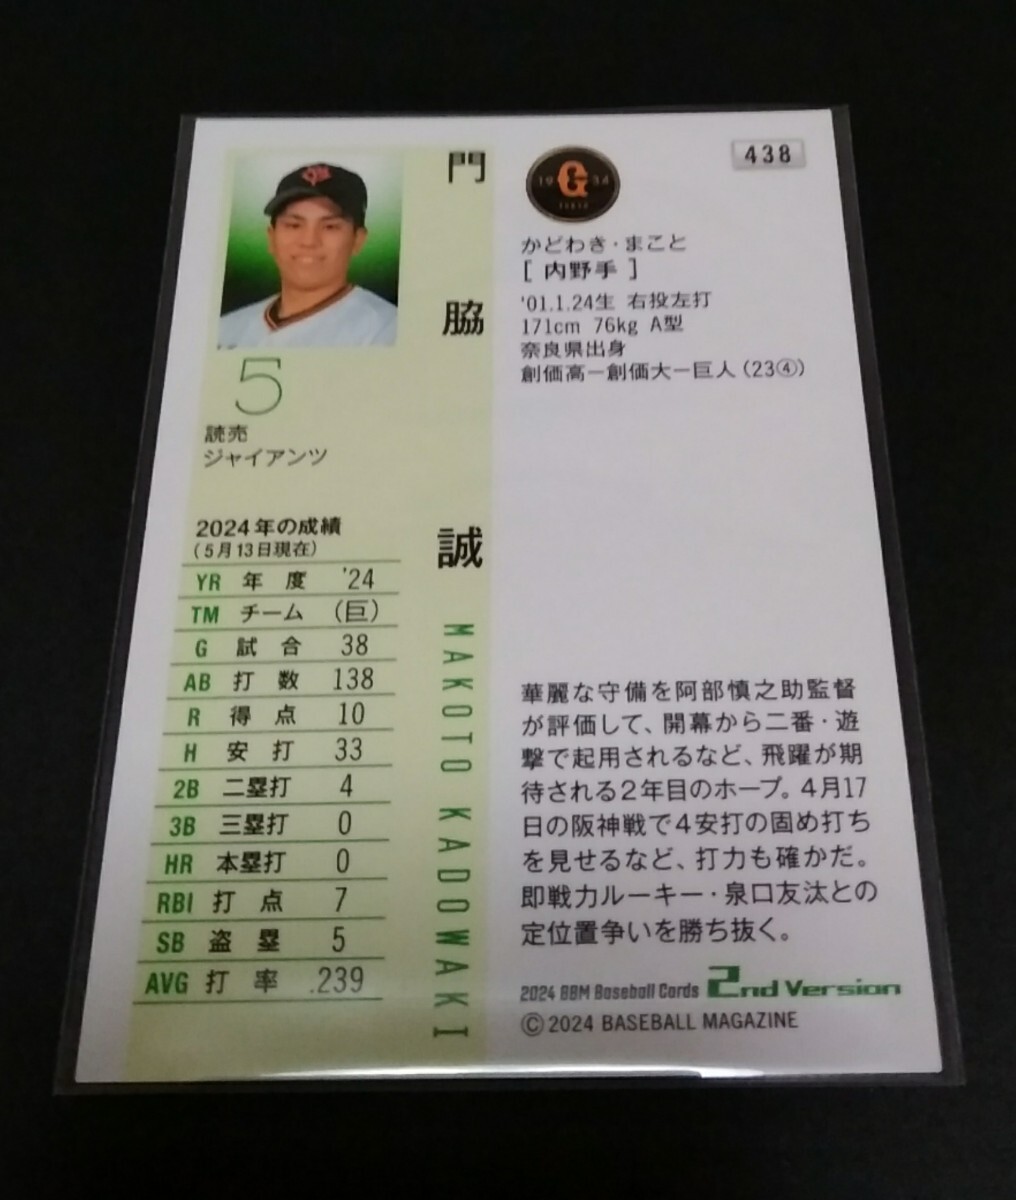 438
1934
かどわき・まこと
[ 内野手 ]
'01.1.24生 右投左打
171cm 76kg A型
奈良県出身
創価高ー創価大ー巨人(23④)
門脇 誠
MAKOTO KADOWAKI
5
読売
ジャイアンツ
2024年の成績
(5月13日現在)
YR 年度 '24
TM チーム (巨)
G 試合 38
AB 打数 138
R 得点 10
H 安打 33
2B 二塁打 4
3B 三塁打 0
HR 本塁打 0
RBI 打点 7
SB 盗塁 5
AVG 打率 .239
華麗な守備を阿部慎之助監督
が評価して、開幕から二番・遊
撃で起用されるなど、飛躍が期
待される2年目のホープ。4月17
日の阪神戦で4安打の固め打ち
を見せるなど、打力も確かだ。
即戦力ルーキー・泉口友汰との
定位置争いを勝ち抜く。
2024 BBM Baseball Cards 2nd Version
© 2024 BASEBALL MAGAZINE